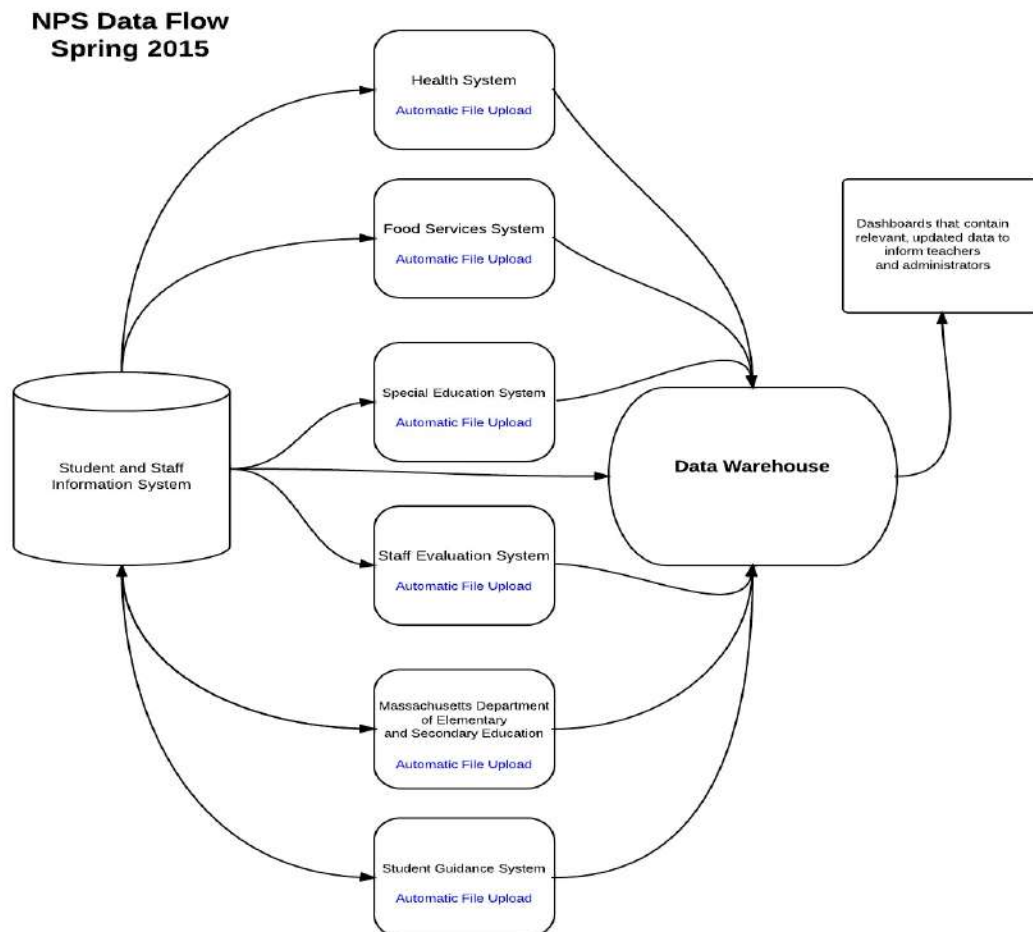 NPS Data Flow
Spring 2015
Health System
Automatic File Upload
Food Services System
Automatic File Upload
Dashboards that contain
relevant, updated data to
inform teachers
and administrators
Special Education System
Automatic File Upload
Student and Staff
Information System
Data Warehouse
Staff Evaluation System
Automatic File Upload
Massachusetts Department
of Elementary
and Secondary Education
Automatic File Upload
Student Guidance System
Automatic File Upload